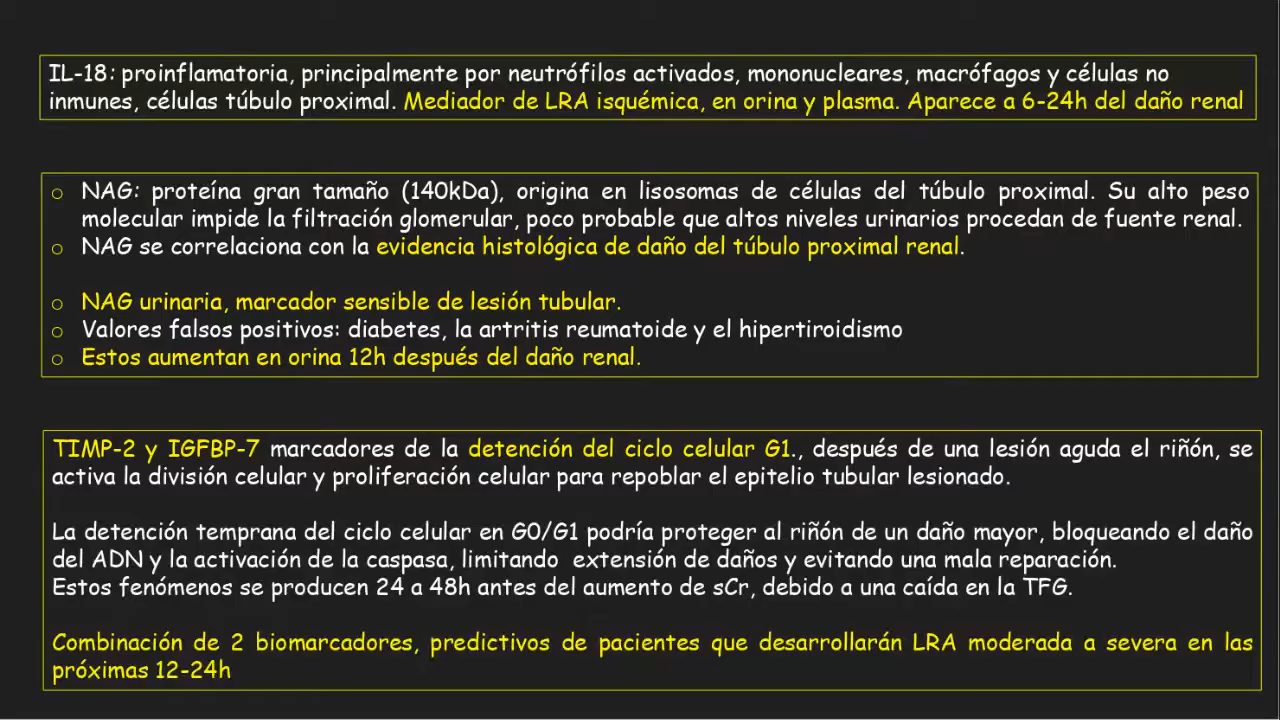 IL-18: proinflamatoria, principalmente por neutrófilos activados, mononucleares, macrófagos y células no
inmunes, células túbulo proximal. Mediador de LRA isquémica, en orina y plasma. Aparece a 6-24h del daño renal
o NAG: proteína gran tamaño (140kDa), origina en lisosomas de células del túbulo proximal. Su alto peso
molecular impide la filtración glomerular, poco probable que altos niveles urinarios procedan de fuente renal.
o NAG se correlaciona con la evidencia histológica de daño del túbulo proximal renal.
o NAG urinaria, marcador sensible de lesión tubular.
o Valores falsos positivos: diabetes, la artritis reumatoide y el hipertiroidismo
o Estos aumentan en orina 12h después del daño renal.
TIMP-2 y IGFBP-7 marcadores de la detención del ciclo celular G1., después de una lesión aguda el riñón, se
activa la división celular y proliferación celular para repoblar el epitelio tubular lesionado.
La detención temprana del ciclo celular en G0/G1 podría proteger al riñón de un daño mayor, bloqueando el daño
del ADN y la activación de la caspasa, limitando extensión de daños y evitando una mala reparación.
Estos fenómenos se producen 24 a 48h antes del aumento de sCr, debido a una caída en la TFG.
Combinación de 2 biomarcadores, predictivos de pacientes que desarrollarán LRA moderada a severa en las
próximas 12-24h